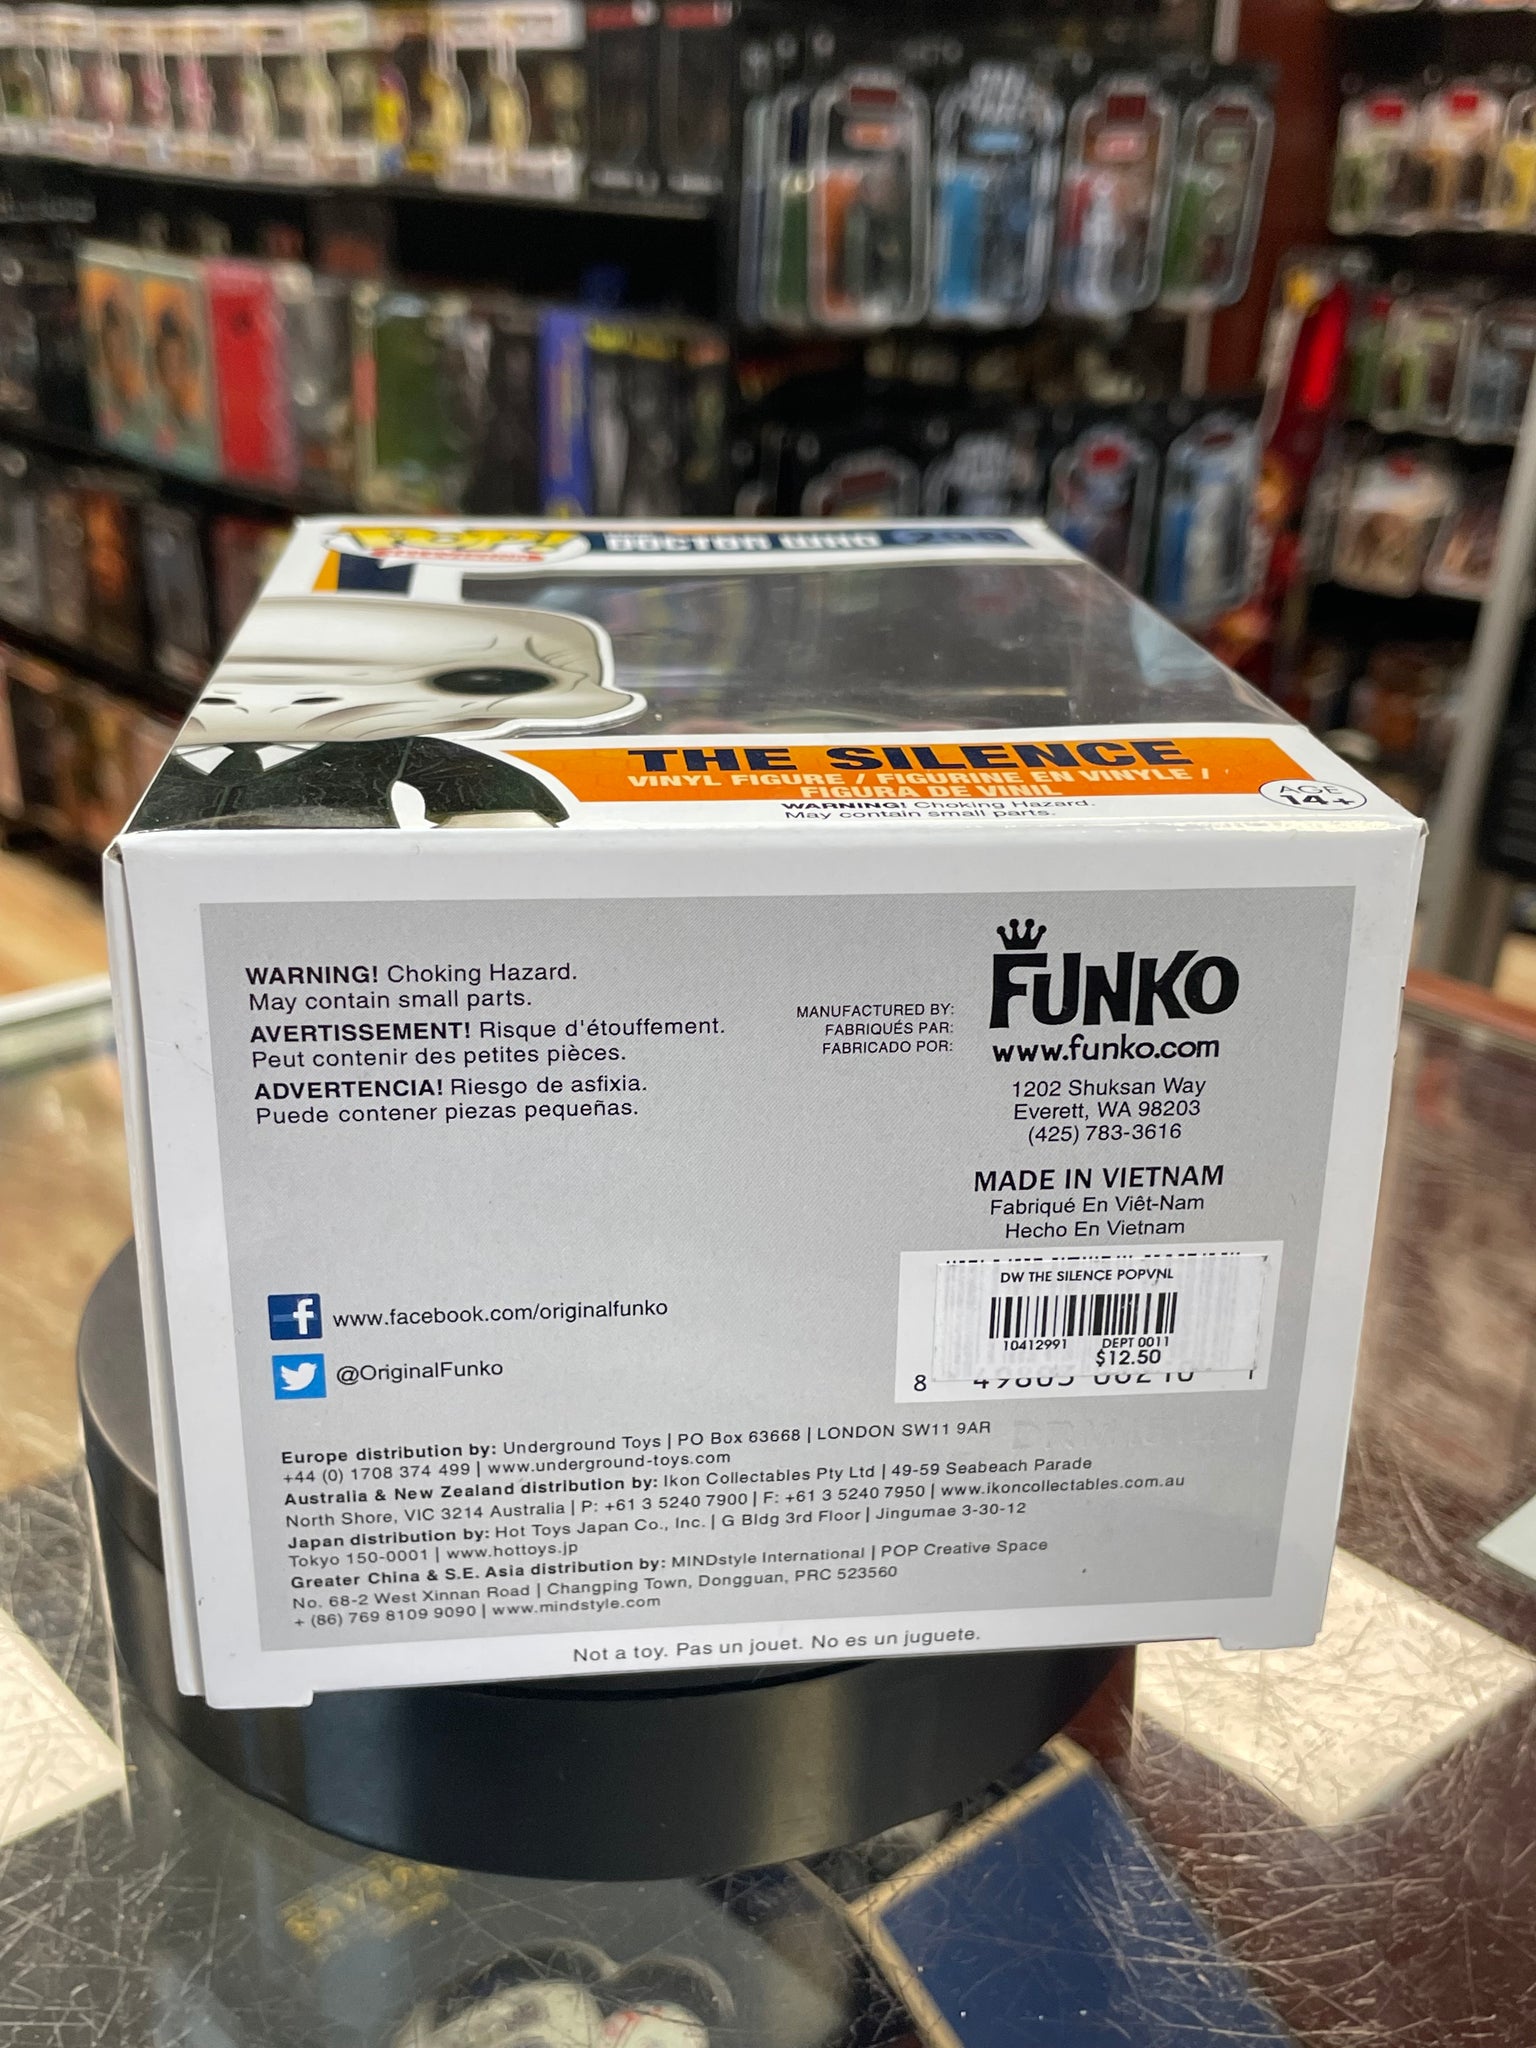 POP!
DOCTOR WHO
THE SILENCE
VINYL FIGURE / FIGURINE EN VINYLE /
FIGURA DE VINIL
WARNING! Choking Hazard.
May contain small parts.
AGE
14+
WARNING! Choking Hazard.
May contain small parts.
AVERTISSEMENT! Risque d'étouffement.
Peut contenir des petites pièces.
ADVERTENCIA! Riesgo de asfixia.
Puede contener piezas pequeñas.
MANUFACTURED BY:
FABRIQUÉS PAR:
FABRICADO POR:
FUNKO
www.funko.com
1202 Shuksan Way
Everett, WA 98203
(425) 783-3616
MADE IN VIETNAM
Fabriqué En Viêt-Nam
Hecho En Vietnam
DW THE SILENCE POPVNL
10412991 DEPT 0011
$12.50
8
www.facebook.com/originalfunko
@OriginalFunko
Europe distribution by: Underground Toys | PO Box 63668 | LONDON SW11 9AR
+44 (0) 1708 374 499 | www.underground-toys.com
Australia & New Zealand distribution by: Ikon Collectables Pty Ltd | 49-59 Seabeach Parade
North Shore, VIC 3214 Australia | P: +61 3 5240 7900 | F: +61 3 5240 7950 | www.ikoncollectables.com.au
Japan distribution by: Hot Toys Japan Co., Inc. | G Bldg 3rd Floor | Jingumae 3-30-12
Tokyo 150-0001 | www.hottoys.jp
Greater China & S.E. Asia distribution by: MINDstyle International | POP Creative Space
No. 68-2 West Xinnan Road | Changping Town, Dongguan, PRC 523560
+ (86) 769 8109 9090 | www.mindstyle.com
Not a toy. Pas un jouet. No es un juguete.